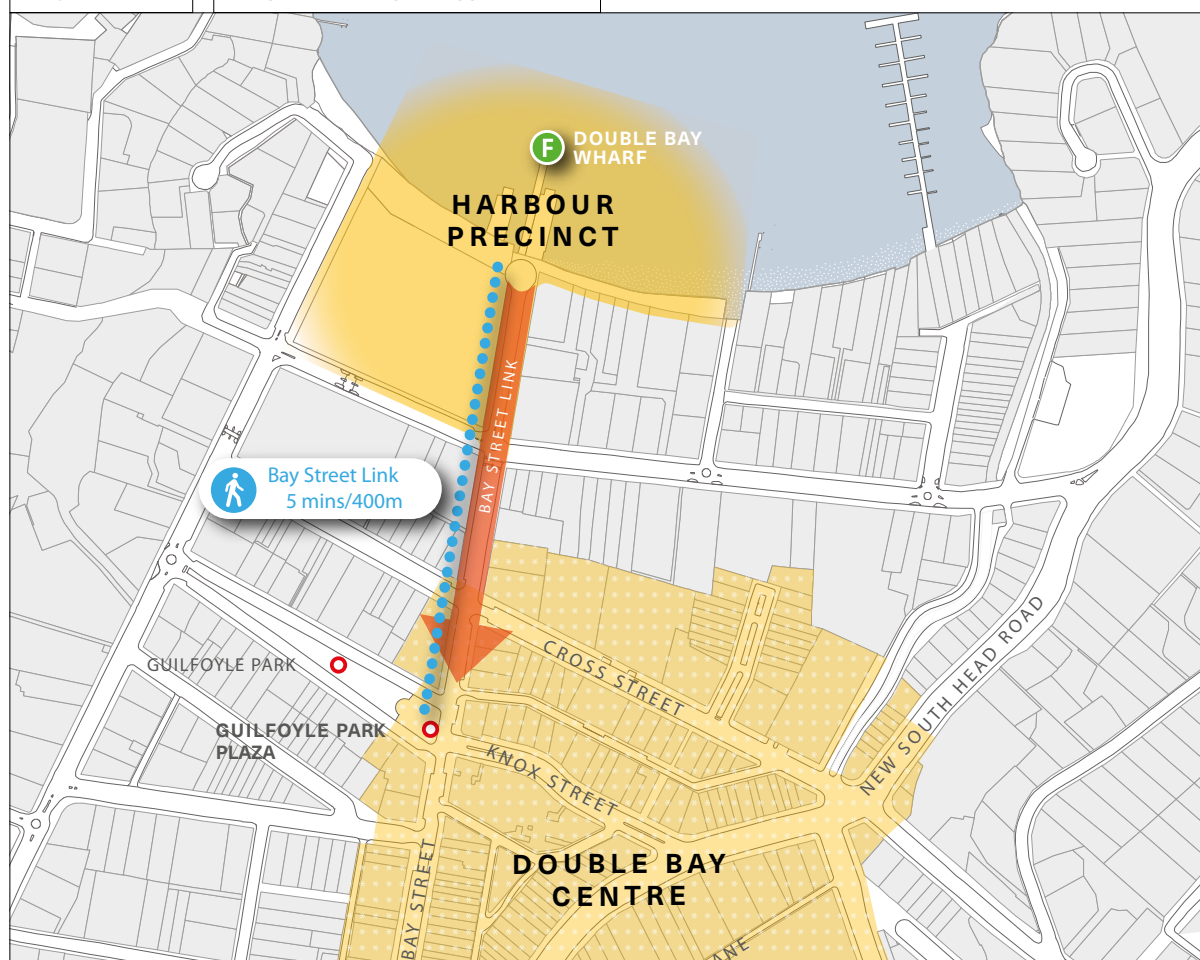 F
DOUBLE BAY
WHARF
HARBOUR
PRECINCT
BAY STREET LINK
Bay Street Link
5 mins/400m
GUILFOYLE PARK
GUILFOYLE PARK
PLAZA
CROSS STREET
KNOX STREET
NEW SOUTH HEAD ROAD
DOUBLE BAY
CENTRE
BAY STREET